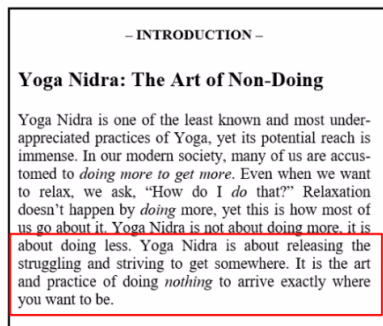 – INTRODUCTION –
Yoga Nidra: The Art of Non-Doing
Yoga Nidra is one of the least known and most under-
appreciated practices of Yoga, yet its potential reach is
immense. In our modern society, many of us are accus-
tomed to doing more to get more. Even when we want
to relax, we ask, “How do I do that?” Relaxation
doesn’t happen by doing more, yet this is how most of
us go about it. Yoga Nidra is not about doing more, it is
about doing less. Yoga Nidra is about releasing the
struggling and striving to get somewhere. It is the art
and practice of doing nothing to arrive exactly where
you want to be.